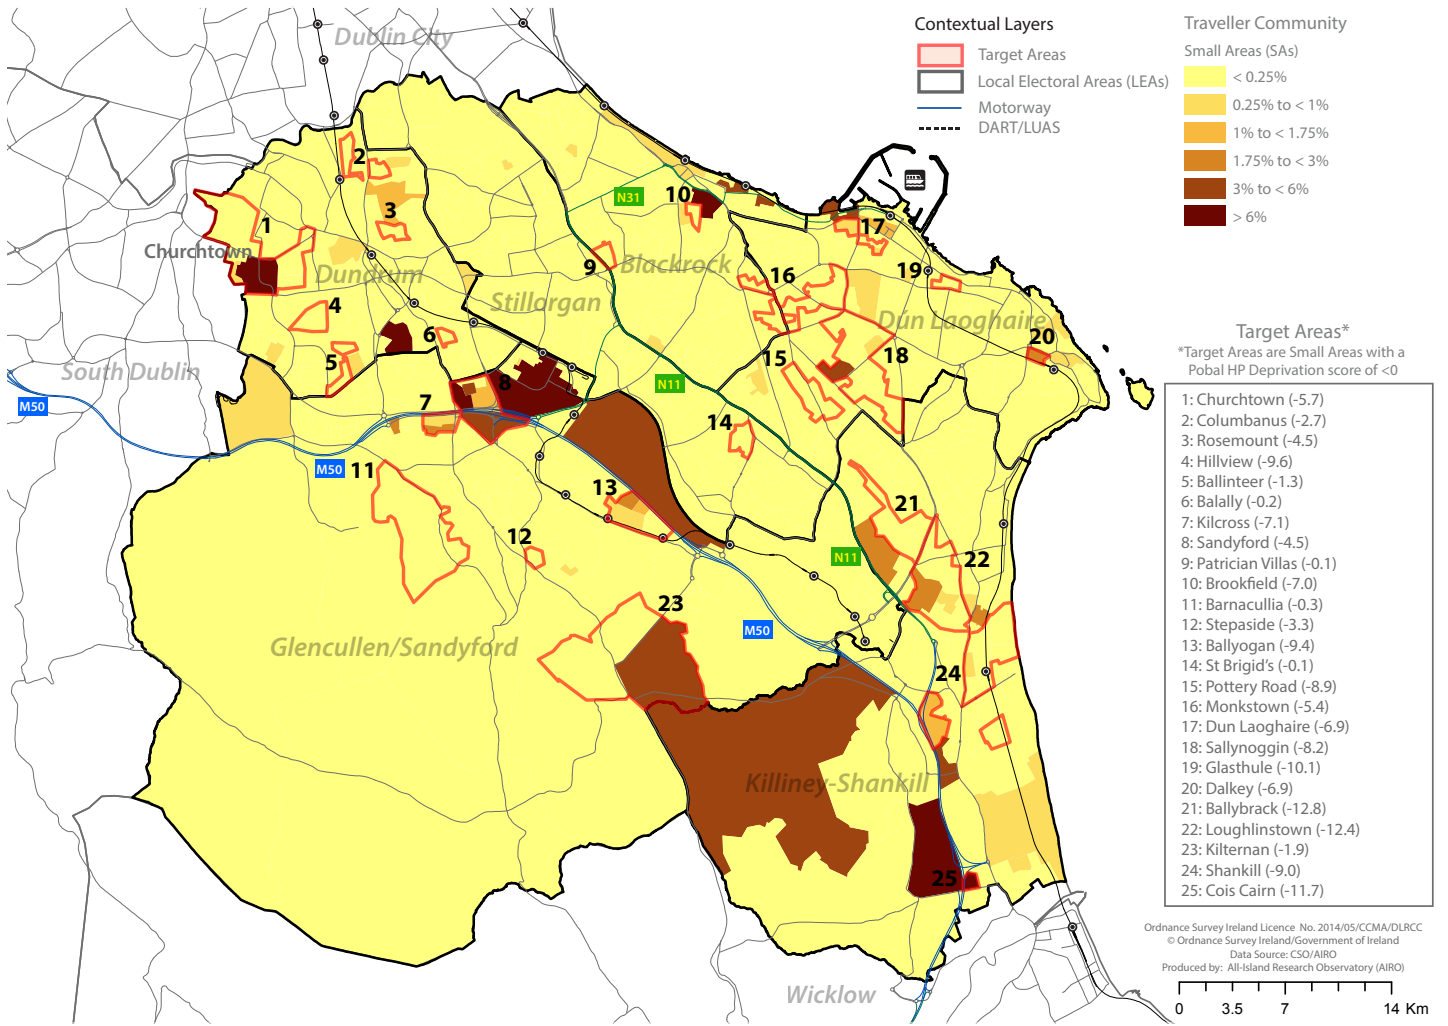 Contextual Layers
Target Areas
Local Electoral Areas (LEAs)
Motorway
DART/LUAS
Traveller Community
Small Areas (SAs)
< 0.25%
0.25% to < 1%
1% to < 1.75%
1.75% to < 3%
3% to < 6%
> 6%
Dublin City
2
N31
10
3
1
17
Churchtown
Blackrock
9
Dundrum
16
19
Stillorgan
4
Dún Laoghaire
6
20
5
15
18
South Dublin
8
N11
M50
7
14
M50
11
13
21
12
N11
22
23
M50
Glencullen/Sandyford
24
Killiney-Shankill
25
Wicklow
Target Areas*
*Target Areas are Small Areas with a
Pobal HP Deprivation score of <0
1: Churchtown (-5.7)
2: Columbanus (-2.7)
3: Rosemount (-4.5)
4: Hillview (-9.6)
5: Ballinteer (-1.3)
6: Balally (-0.2)
7: Kilcross (-7.1)
8: Sandyford (-4.5)
9: Patrician Villas (-0.1)
10: Brookfield (-7.0)
11: Barnacullia (-0.3)
12: Stepaside (-3.3)
13: Ballyogan (-9.4)
14: St Brigid's (-0.1)
15: Pottery Road (-8.9)
16: Monkstown (-5.4)
17: Dun Laoghaire (-6.9)
18: Sallynoggin (-8.2)
19: Glasthule (-10.1)
20: Dalkey (-6.9)
21: Ballybrack (-12.8)
22: Loughlinstown (-12.4)
23: Kilternan (-1.9)
24: Shankill (-9.0)
25: Cois Cairn (-11.7)
Ordnance Survey Ireland Licence No. 2014/05/CCMA/DLRCC
© Ordnance Survey Ireland/Government of Ireland
Data Source: CSO/AIRO
Produced by: All-Island Research Observatory (AIRO)
0 3.5 7 14 Km